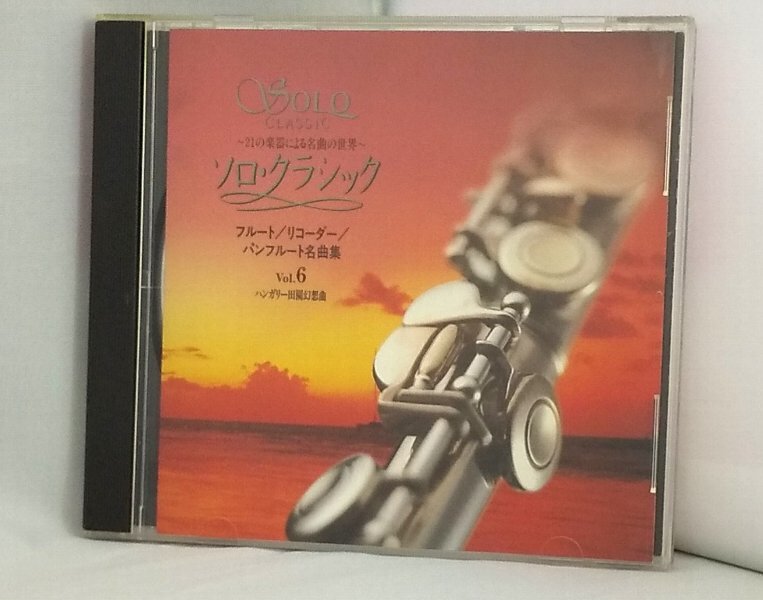 SOLO
CLASSIC
~21の楽器による名曲の世界~
ソロ・クラシック
フルート/リコーダー/
パンフルート名曲集
Vol.6
ハンガリー田園幻想曲